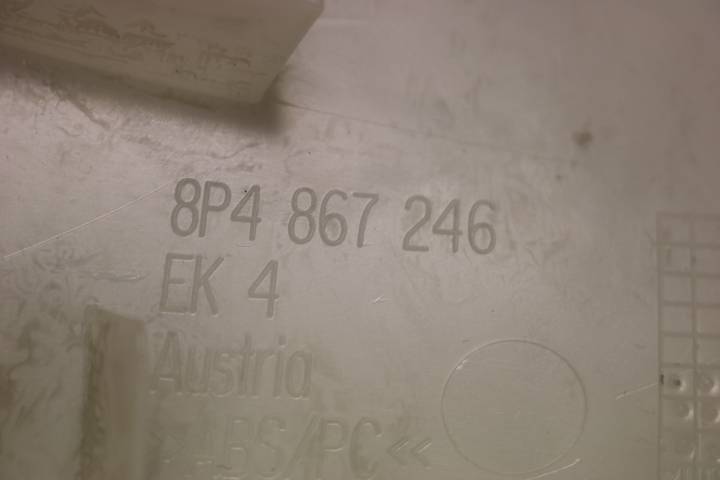 8P4 867 246
EK 4
Austria
>ABS/PC<<